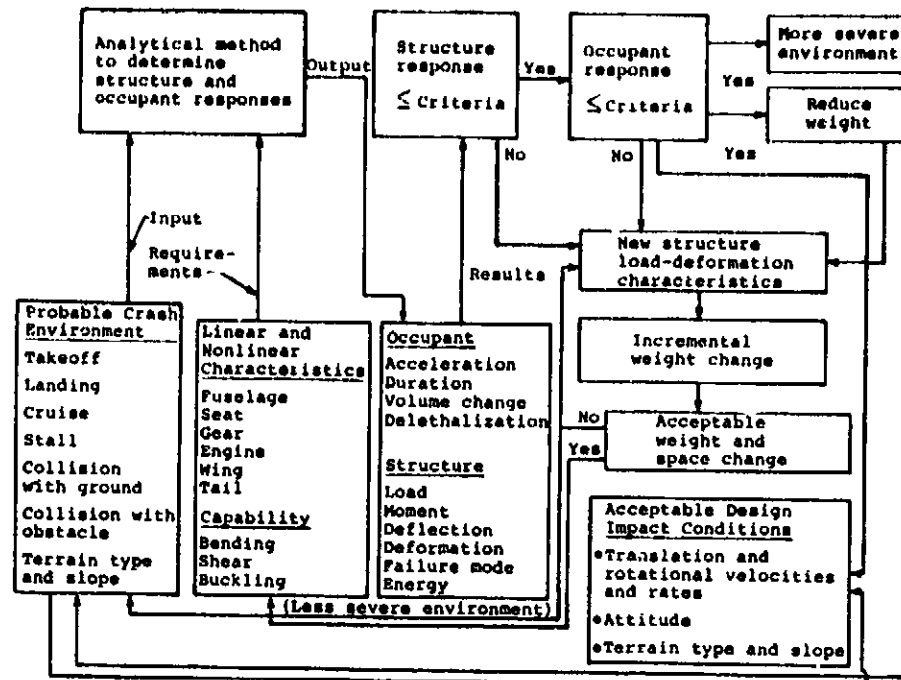 Analytical method
to determine
structure and
occupant responses
Output
Structure
response
≤ Criteria
Yes
Occupant
response
≤ Criteria
Yes
More severe
environment
Reduce
weight
Yes
No
No
Input
Require-
ments
Results
New structure
load-deformation
characteristics
Incremental
weight change
No
Yes
Acceptable
weight and
space change
Probable Crash
Environment
Takeoff
Landing
Cruise
Stall
Collision
with ground
Collision with
obstacle
Terrain type
and slope
Linear and
Nonlinear
Characteristics
Fuselage
Seat
Gear
Engine
Wing
Tail
Capability
Bending
Shear
Buckling
Occupant
Acceleration
Duration
Volume change
Delethalization
Structure
Load
Moment
Deflection
Deformation
Failure mode
Energy
(Less severe environment)
Acceptable Design
Impact Conditions
●Translation and
rotational velocities
and rates
●Attitude
●Terrain type and slope